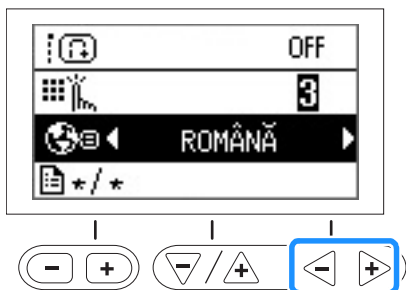 OFF
3
ROMÂNĂ
*/*
- +
-/+
- +